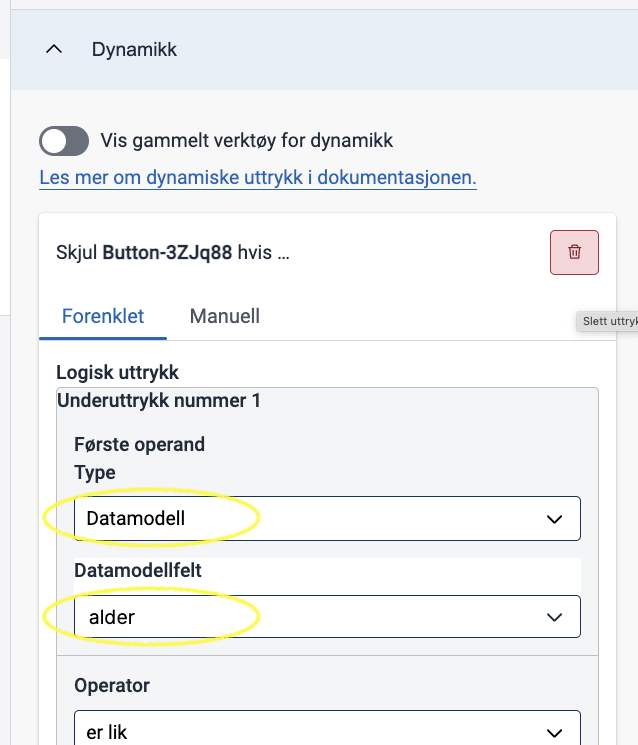 Dynamikk
Vis gammelt verktøy for dynamikk
Les mer om dynamiske uttrykk i dokumentasjonen.
Skjul Button-3ZJq88 hvis ...
Forenklet Manuell
Slett uttryk
Logisk uttrykk
Underuttrykk nummer 1
Første operand
Type
Datamodell
Datamodellfelt
alder
Operator
er lik